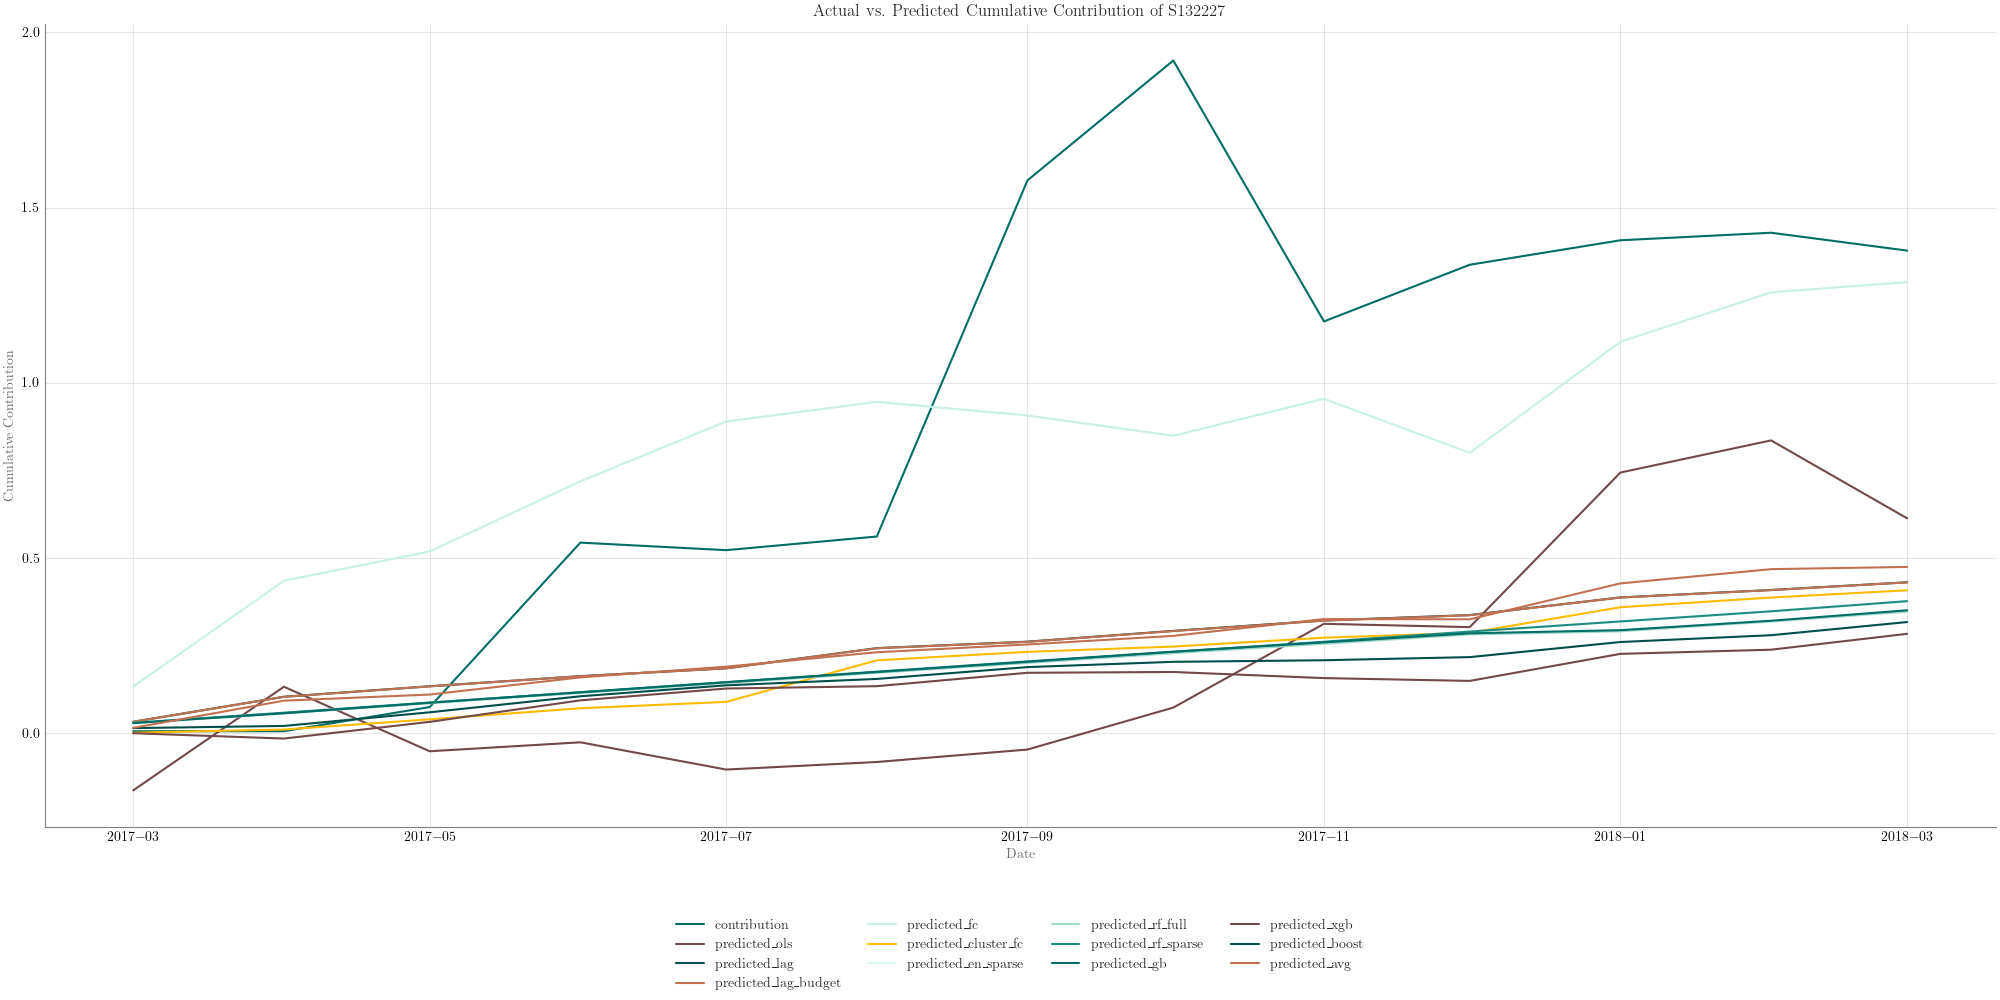 Actual vs. Predicted Cumulative Contribution of S132227
2.0
1.5
1.0
0.5
0.0
Cumulative Contribution
2017−03 2017−05 2017−07 2017−09 2017−11 2018−01 2018−03
Date
contribution predicted_fc predicted_rf_full predicted_xgb
predicted_ols predicted_cluster_fc predicted_rf_sparse predicted_boost
predicted_lag predicted_en_sparse predicted_gb predicted_avg
predicted_lag_budget